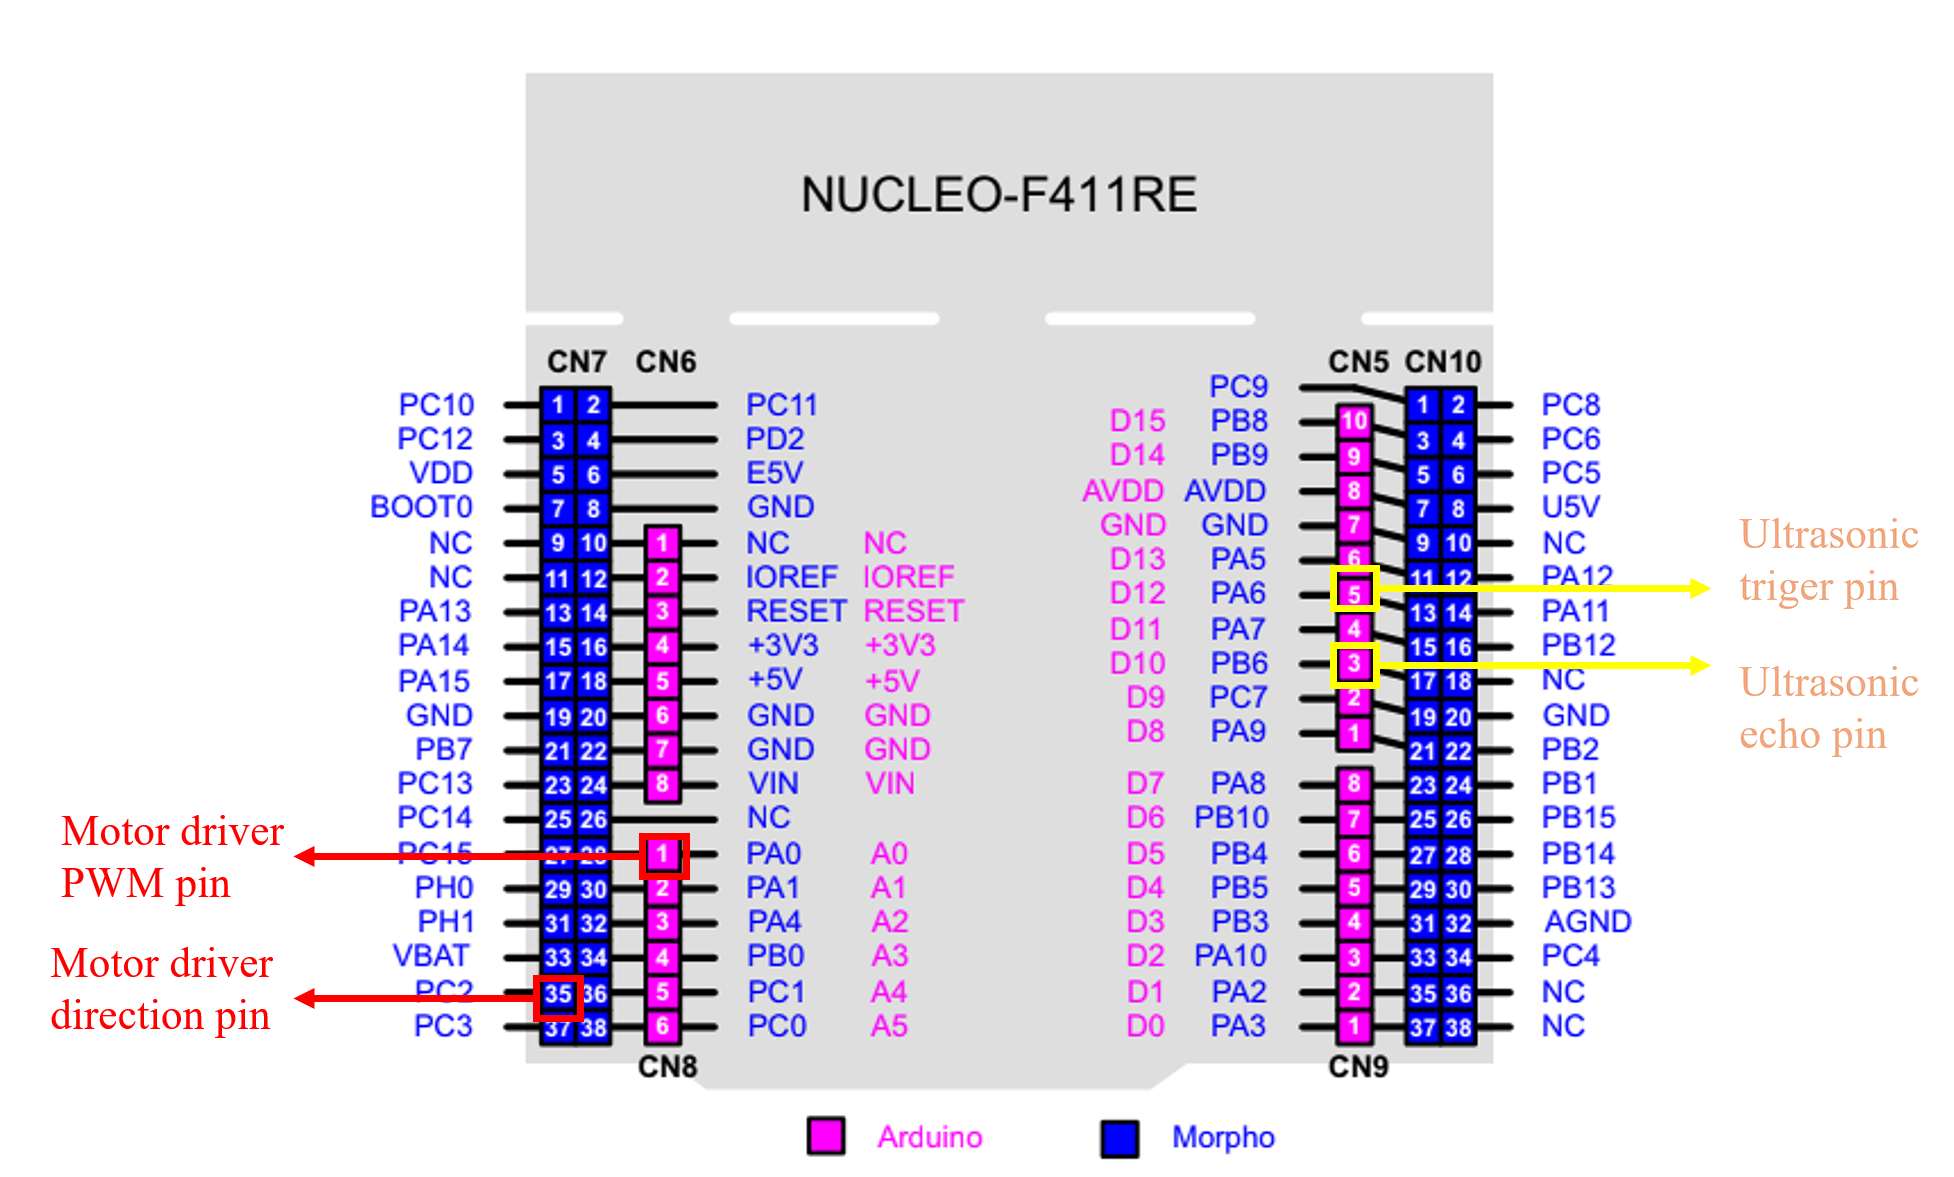 NUCLEO-F411RE
CN7 CN6 CN5 CN10
PC9
PC10 1 2 PC11 1 2 PC8
D15 PB8 10
PC12 3 4 PD2 3 4 PC6
D14 PB9 9
VDD 5 6 E5V 5 6 PC5
AVDD AVDD 8
BOOT0 7 8 GND 7 8 U5V
GND GND 7
NC 9 10 1 NC NC 9 10 NC
D13 PA5 6
NC 11 12 2 IOREF IOREF 11 12 PA12
D12 PA6 5
PA13 13 14 3 RESET RESET 13 14 PA11
D11 PA7 4
PA14 15 16 4 +3V3 +3V3 15 16 PB12
D10 PB6 3
PA15 17 18 5 +5V +5V 17 18 NC
D9 PC7 2
GND 19 20 6 GND GND 19 20 GND
D8 PA9 1
PB7 21 22 7 GND GND 21 22 PB2
PC13 23 24 8 VIN VIN D7 PA8 8 23 24 PB1
PC14 25 26 NC D6 PB10 7 25 26 PB15
PC15 27 28 1 PA0 A0 D5 PB4 6 27 28 PB14
PH0 29 30 2 PA1 A1 D4 PB5 5 29 30 PB13
PH1 31 32 3 PA4 A2 D3 PB3 4 31 32 AGND
VBAT 33 34 4 PB0 A3 D2 PA10 3 33 34 PC4
PC2 35 36 5 PC1 A4 D1 PA2 2 35 36 NC
PC3 37 38 6 PC0 A5 D0 PA3 1 37 38 NC
CN8 CN9
Arduino Morpho
Motor driver
PWM pin
Motor driver
direction pin
Ultrasonic
triger pin
Ultrasonic
echo pin